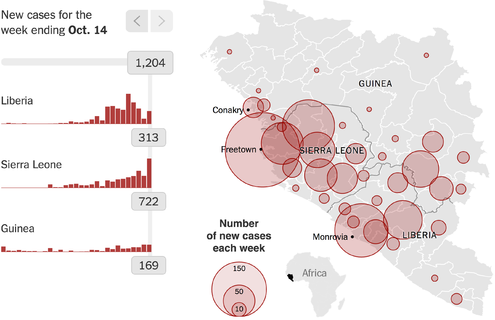 New cases for the
week ending Oct. 14
1,204
Liberia
313
Sierra Leone
722
Guinea
169
GUINEA
Conakry
Freetown
SIERRA LEONE
Monrovia
LIBERIA
Number
of new cases
each week
150
50
10
Africa